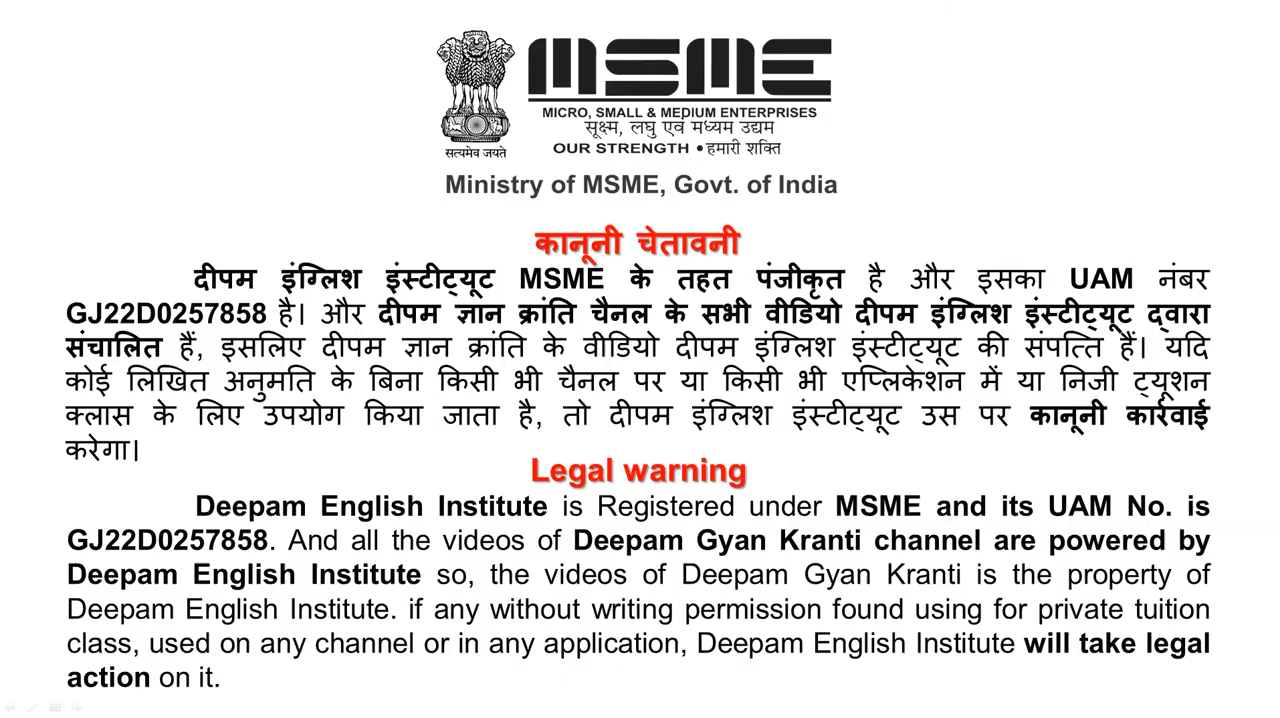 MSME
MICRO, SMALL & MEDIUM ENTERPRISES
सूक्ष्म, लघु एवं मध्यम उद्यम
OUR STRENGTH • हमारी शक्ति
सत्यमेव जयते
Ministry of MSME, Govt. of India
कानूनी चेतावनी
दीपम इंग्लिश इंस्टीट्यूट MSME के तहत पंजीकृत है और इसका UAM नंबर
GJ22D0257858 है। और दीपम ज्ञान क्रांति चैनल के सभी वीडियो दीपम इंग्लिश इंस्टीट्यूट द्वारा
संचालित हैं, इसलिए दीपम ज्ञान क्रांति के वीडियो दीपम इंग्लिश इंस्टीट्यूट की संपत्ति हैं। यदि
कोई लिखित अनुमति के बिना किसी भी चैनल पर या किसी भी एप्लिकेशन में या निजी ट्यूशन
क्लास के लिए उपयोग किया जाता है, तो दीपम इंग्लिश इंस्टीट्यूट उस पर कानूनी कार्रवाई
करेगा।
Legal warning
Deepam English Institute is Registered under MSME and its UAM No. is
GJ22D0257858. And all the videos of Deepam Gyan Kranti channel are powered by
Deepam English Institute so, the videos of Deepam Gyan Kranti is the property of
Deepam English Institute. if any without writing permission found using for private tuition
class, used on any channel or in any application, Deepam English Institute will take legal
action on it.